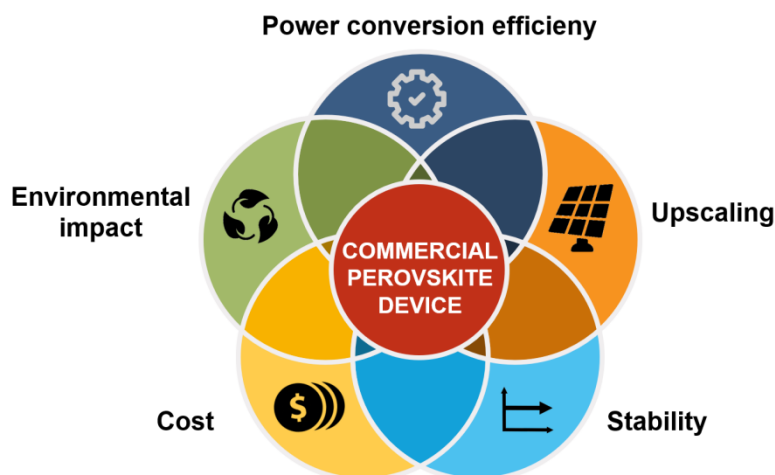 Power conversion efficieny
Environmental
impact
Upscaling
COMMERCIAL
PEROVSKITE
DEVICE
$
Cost
Stability